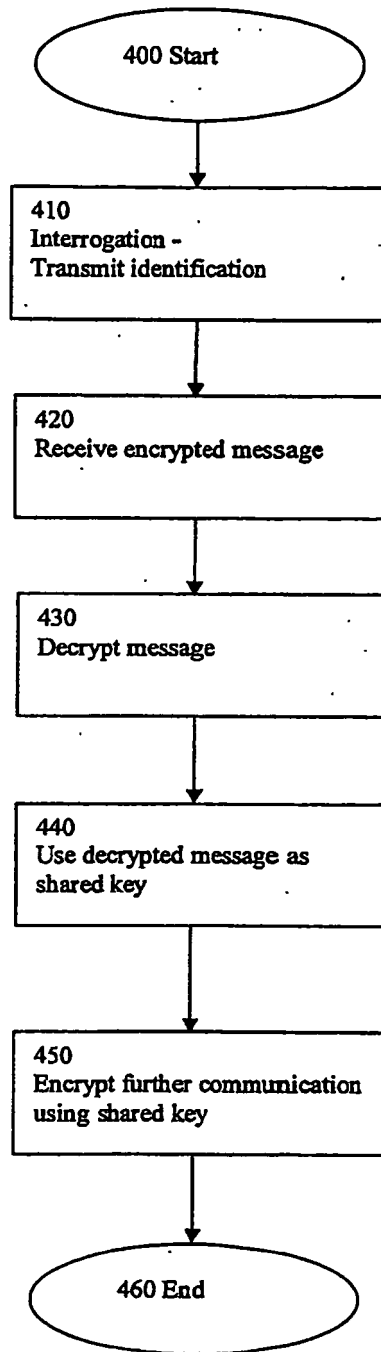 400 Start
410
Interrogation -
Transmit identification
420
Receive encrypted message
430
Decrypt message
440
Use decrypted message as
shared key
450
Encrypt further communication
using shared key
460 End